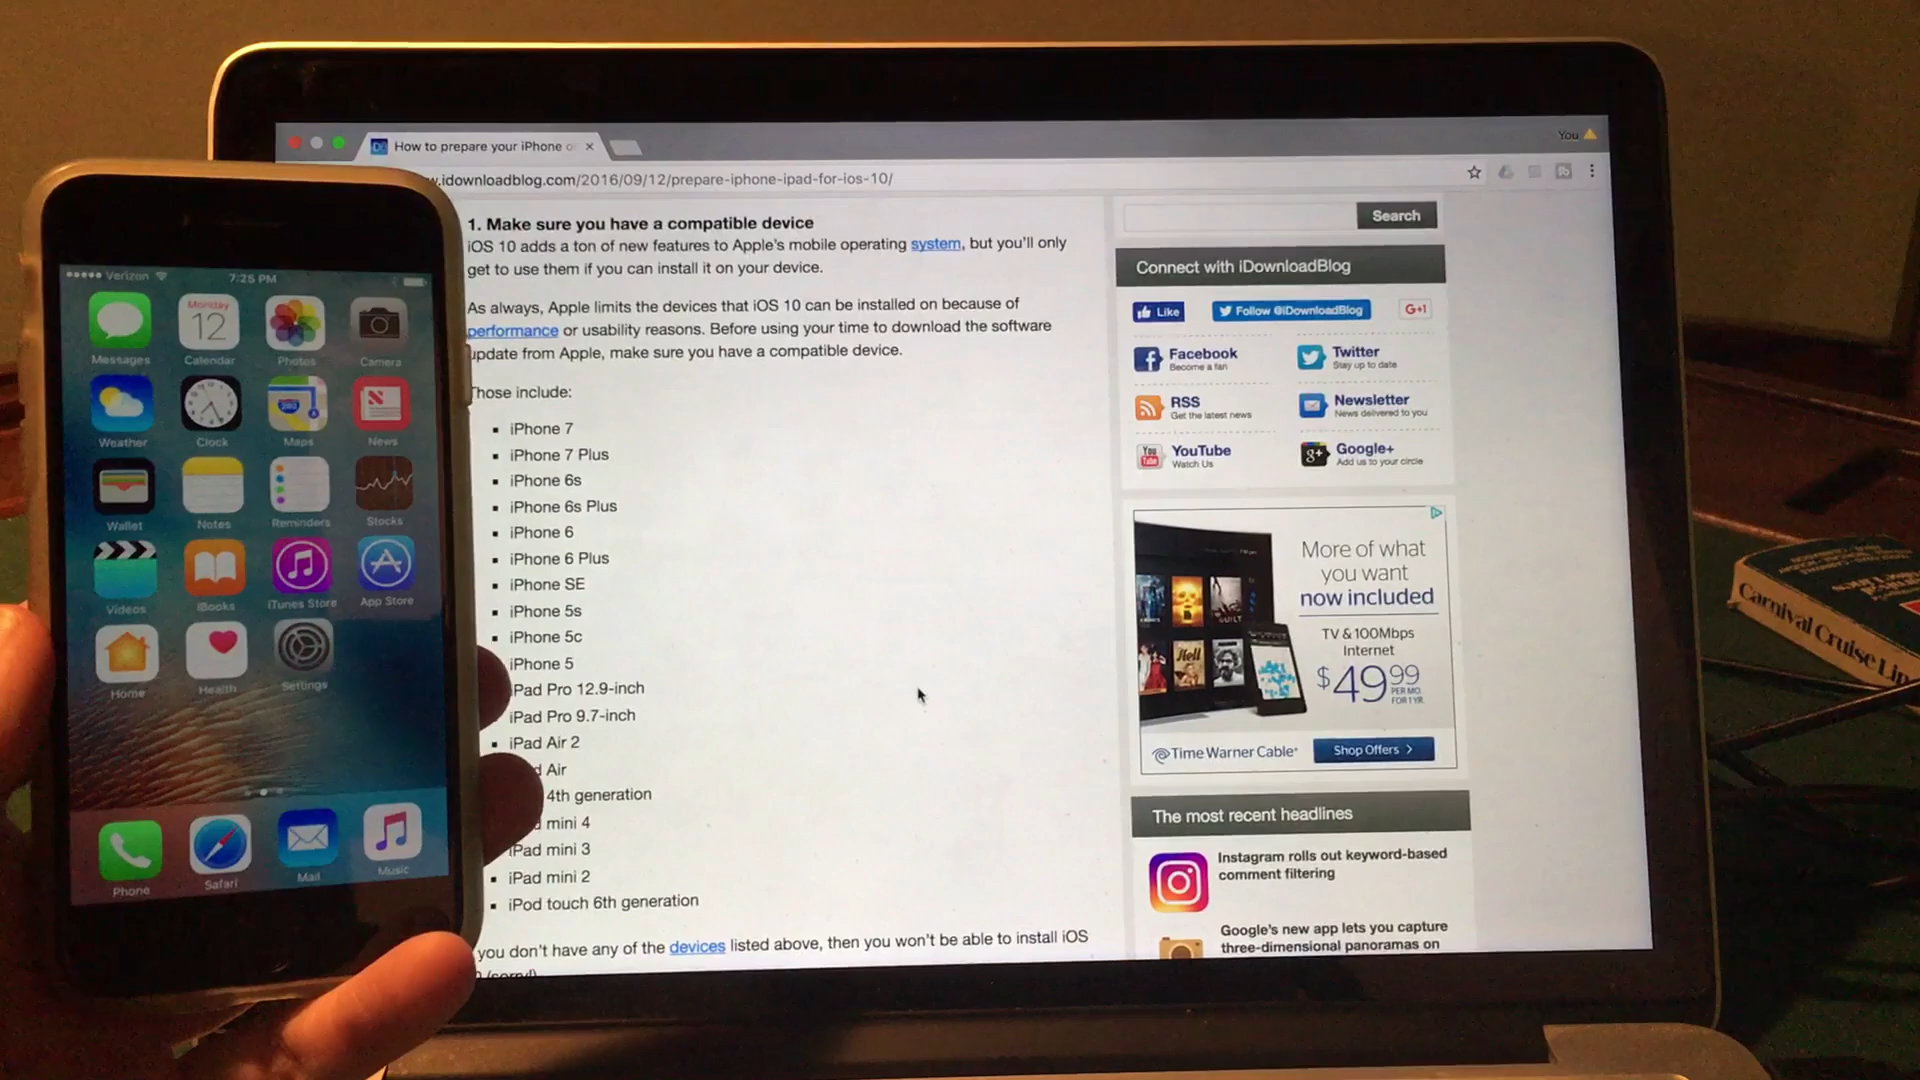 How to prepare your iPhone o
You
.idownloadblog.com/2016/09/12/prepare-iphone-ipad-for-ios-10/
Verizon 7:25 PM
Monday
12
Messages Calendar Photos Camera
280
Weather Clock Maps News
Wallet Notes Reminders Stocks
Videos iBooks iTunes Store App Store
Home Health Settings
Phone Safari Mail Music
1. Make sure you have a compatible device
iOS 10 adds a ton of new features to Apple's mobile operating system, but you'll only
get to use them if you can install it on your device.
As always, Apple limits the devices that iOS 10 can be installed on because of
performance or usability reasons. Before using your time to download the software
update from Apple, make sure you have a compatible device.
Those include:
iPhone 7
iPhone 7 Plus
iPhone 6s
iPhone 6s Plus
iPhone 6
iPhone 6 Plus
iPhone SE
iPhone 5s
iPhone 5c
iPhone 5
iPad Pro 12.9-inch
iPad Pro 9.7-inch
iPad Air 2
d Air
4th generation
d mini 4
iPad mini 3
iPad mini 2
iPod touch 6th generation
you don't have any of the devices listed above, then you won't be able to install iOS
Search
Connect with iDownloadBlog
Like Follow @iDownloadBlog G+1
Facebook
Become a fan
Twitter
Stay up to date
RSS
Get the latest news
Newsletter
News delivered to you
You Tube
YouTube
Watch Us
g+
Google+
Add us to your circle
More of what
you want
now included
TV & 100Mbps
Internet
$49.99
PER MO.
FOR 1 YR.
Hell
Time Warner Cable Shop Offers >
The most recent headlines
Instagram rolls out keyword-based
comment filtering
Google's new app lets you capture
three-dimensional panoramas on
Carnival Cruise Lin